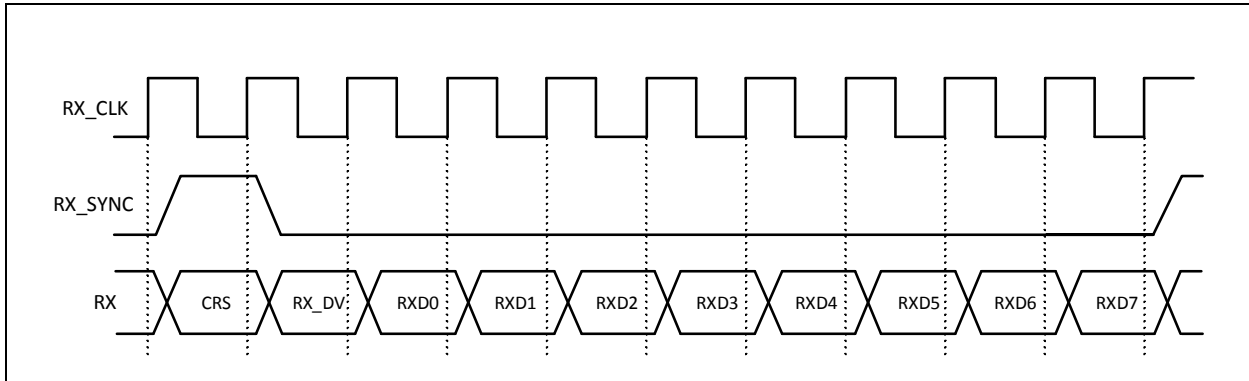 RX_CLK
RX_SYNC
RX CRS RX_DV RXD0 RXD1 RXD2 RXD3 RXD4 RXD5 RXD6 RXD7